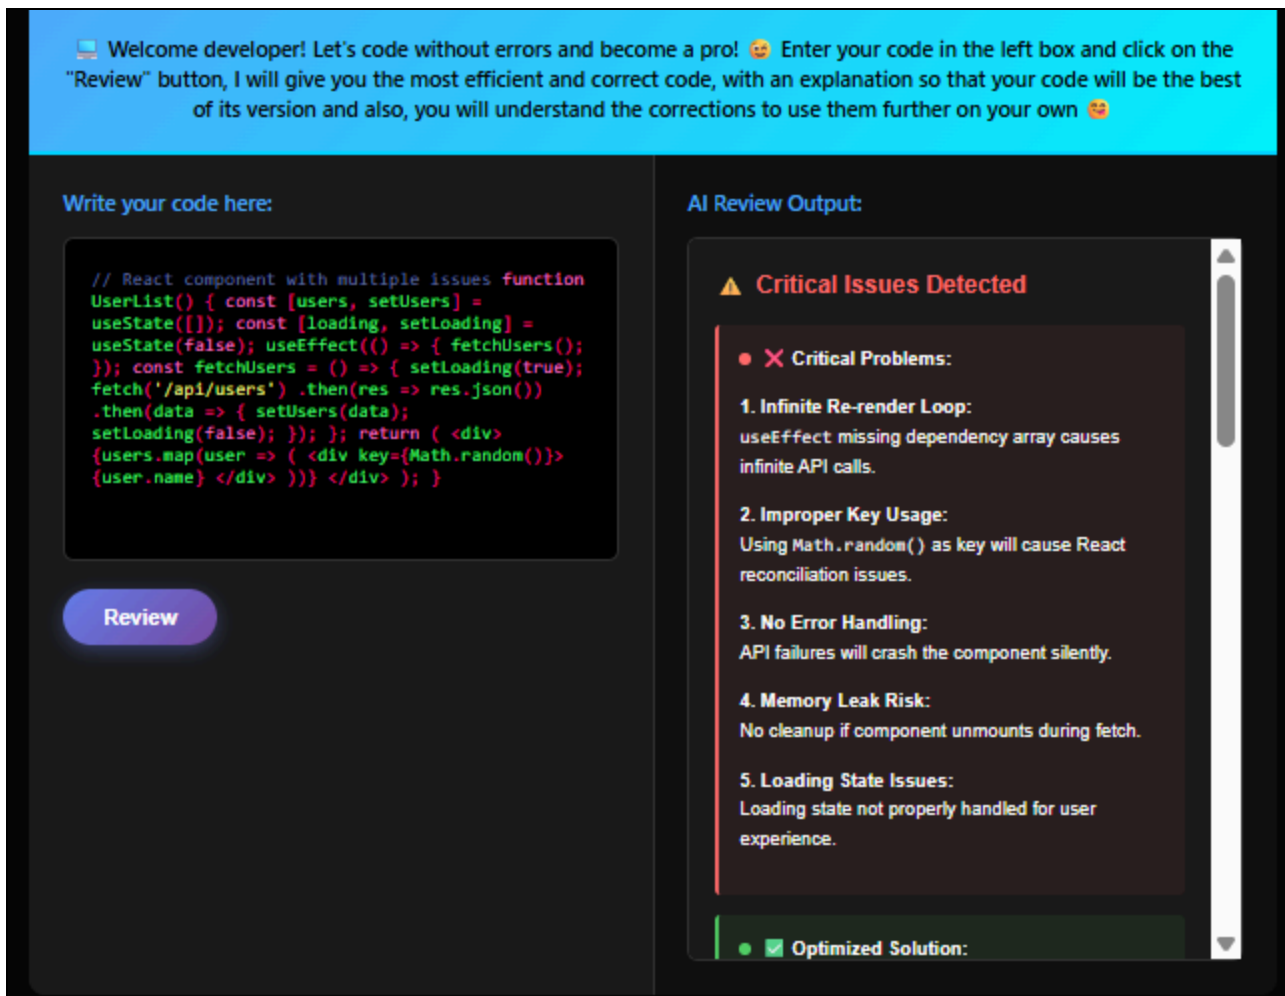 💻 Welcome developer! Let's code without errors and become a pro! 😉 Enter your code in the left box and click on the
"Review" button, I will give you the most efficient and correct code, with an explanation so that your code will be the best
of its version and also, you will understand the corrections to use them further on your own 😊
Write your code here:
// React component with multiple issues function
UserList() { const [users, setUsers] =
useState([]); const [loading, setLoading] =
useState(false); useEffect(() => { fetchUsers();
}); const fetchUsers = () => { setLoading(true);
fetch('/api/users') .then(res => res.json())
.then(data => { setUsers(data);
setLoading(false); }); }; return ( <div>
{users.map(user => ( <div key={Math.random()}>
{user.name} </div> ))} </div> ); }
Review
AI Review Output:
⚠️ Critical Issues Detected
❌ Critical Problems:
1. Infinite Re-render Loop:
useEffect missing dependency array causes
infinite API calls.
2. Improper Key Usage:
Using Math.random() as key will cause React
reconciliation issues.
3. No Error Handling:
API failures will crash the component silently.
4. Memory Leak Risk:
No cleanup if component unmounts during fetch.
5. Loading State Issues:
Loading state not properly handled for user
experience.
✅ Optimized Solution: